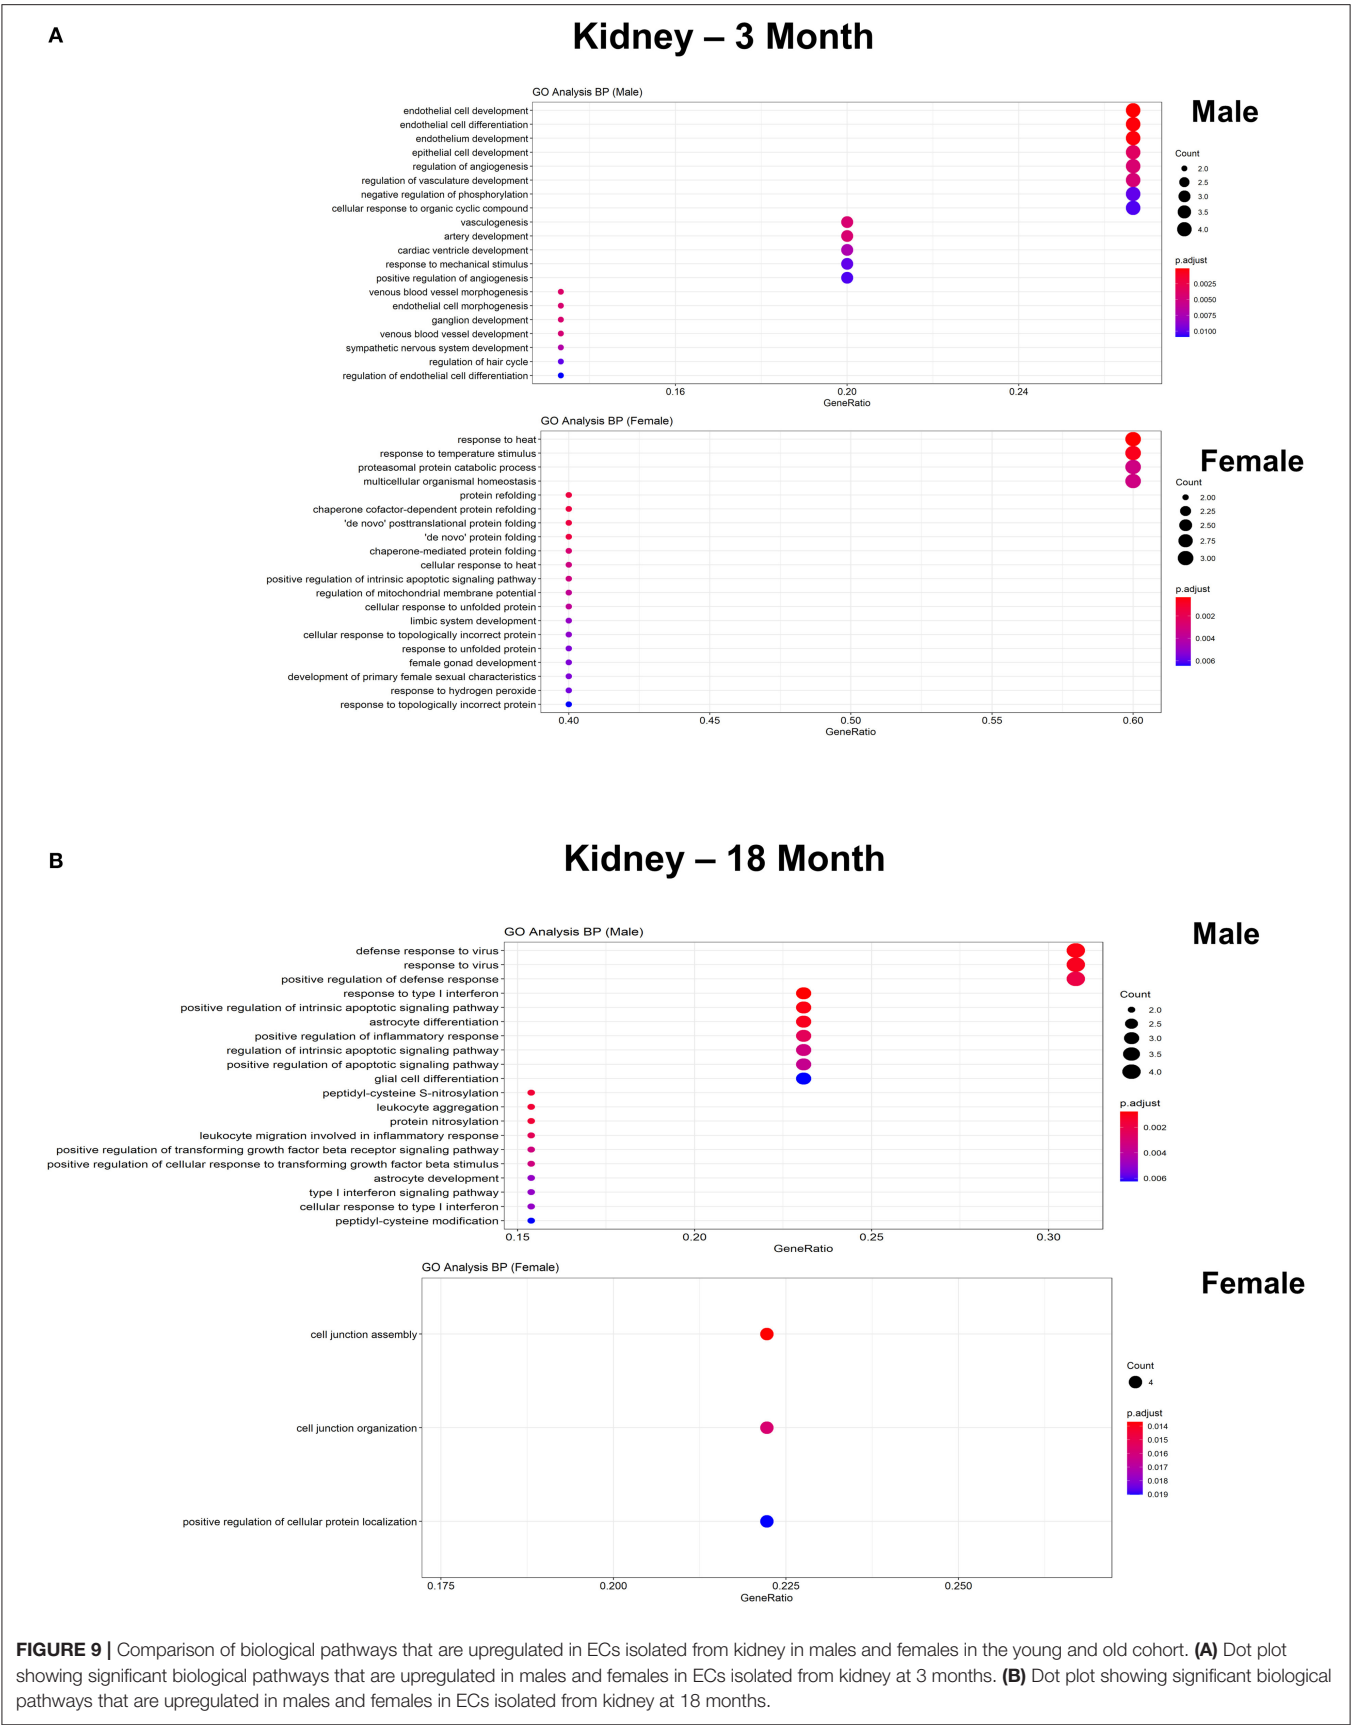 A
Kidney – 3 Month
GO Analysis BP (Male)
Male
endothelial cell development
endothelial cell differentiation
endothelium development
epithelial cell development
regulation of angiogenesis
regulation of vasculature development
negative regulation of phosphorylation
cellular response to organic cyclic compound
vasculogenesis
artery development
cardiac ventricle development
response to mechanical stimulus
positive regulation of angiogenesis
venous blood vessel morphogenesis
endothelial cell morphogenesis
ganglion development
venous blood vessel development
sympathetic nervous system development
regulation of hair cycle
regulation of endothelial cell differentiation
0.16 0.20 0.24
GeneRatio
Count
2.0
2.5
3.0
3.5
4.0
p.adjust
0.0025
0.0050
0.0075
0.0100
GO Analysis BP (Female)
Female
response to heat
response to temperature stimulus
proteasomal protein catabolic process
multicellular organismal homeostasis
protein refolding
chaperone cofactor-dependent protein refolding
'de novo' posttranslational protein folding
'de novo' protein folding
chaperone-mediated protein folding
cellular response to heat
positive regulation of intrinsic apoptotic signaling pathway
regulation of mitochondrial membrane potential
cellular response to unfolded protein
limbic system development
cellular response to topologically incorrect protein
response to unfolded protein
female gonad development
development of primary female sexual characteristics
response to hydrogen peroxide
response to topologically incorrect protein
0.40 0.45 0.50 0.55 0.60
GeneRatio
Count
2.00
2.25
2.50
2.75
3.00
p.adjust
0.002
0.004
0.006
B
Kidney – 18 Month
GO Analysis BP (Male)
Male
defense response to virus
response to virus
positive regulation of defense response
response to type I interferon
positive regulation of intrinsic apoptotic signaling pathway
astrocyte differentiation
positive regulation of inflammatory response
regulation of intrinsic apoptotic signaling pathway
positive regulation of apoptotic signaling pathway
glial cell differentiation
peptidyl-cysteine S-nitrosylation
leukocyte aggregation
protein nitrosylation
leukocyte migration involved in inflammatory response
positive regulation of transforming growth factor beta receptor signaling pathway
positive regulation of cellular response to transforming growth factor beta stimulus
astrocyte development
type I interferon signaling pathway
cellular response to type I interferon
peptidyl-cysteine modification
0.15 0.20 0.25 0.30
GeneRatio
Count
2.0
2.5
3.0
3.5
4.0
p.adjust
0.002
0.004
0.006
GO Analysis BP (Female)
Female
cell junction assembly
cell junction organization
positive regulation of cellular protein localization
0.175 0.200 0.225 0.250
GeneRatio
Count
4
p.adjust
0.014
0.015
0.016
0.017
0.018
0.019
FIGURE 9 | Comparison of biological pathways that are upregulated in ECs isolated from kidney in males and females in the young and old cohort. (A) Dot plot
showing significant biological pathways that are upregulated in males and females in ECs isolated from kidney at 3 months. (B) Dot plot showing significant biological
pathways that are upregulated in males and females in ECs isolated from kidney at 18 months.